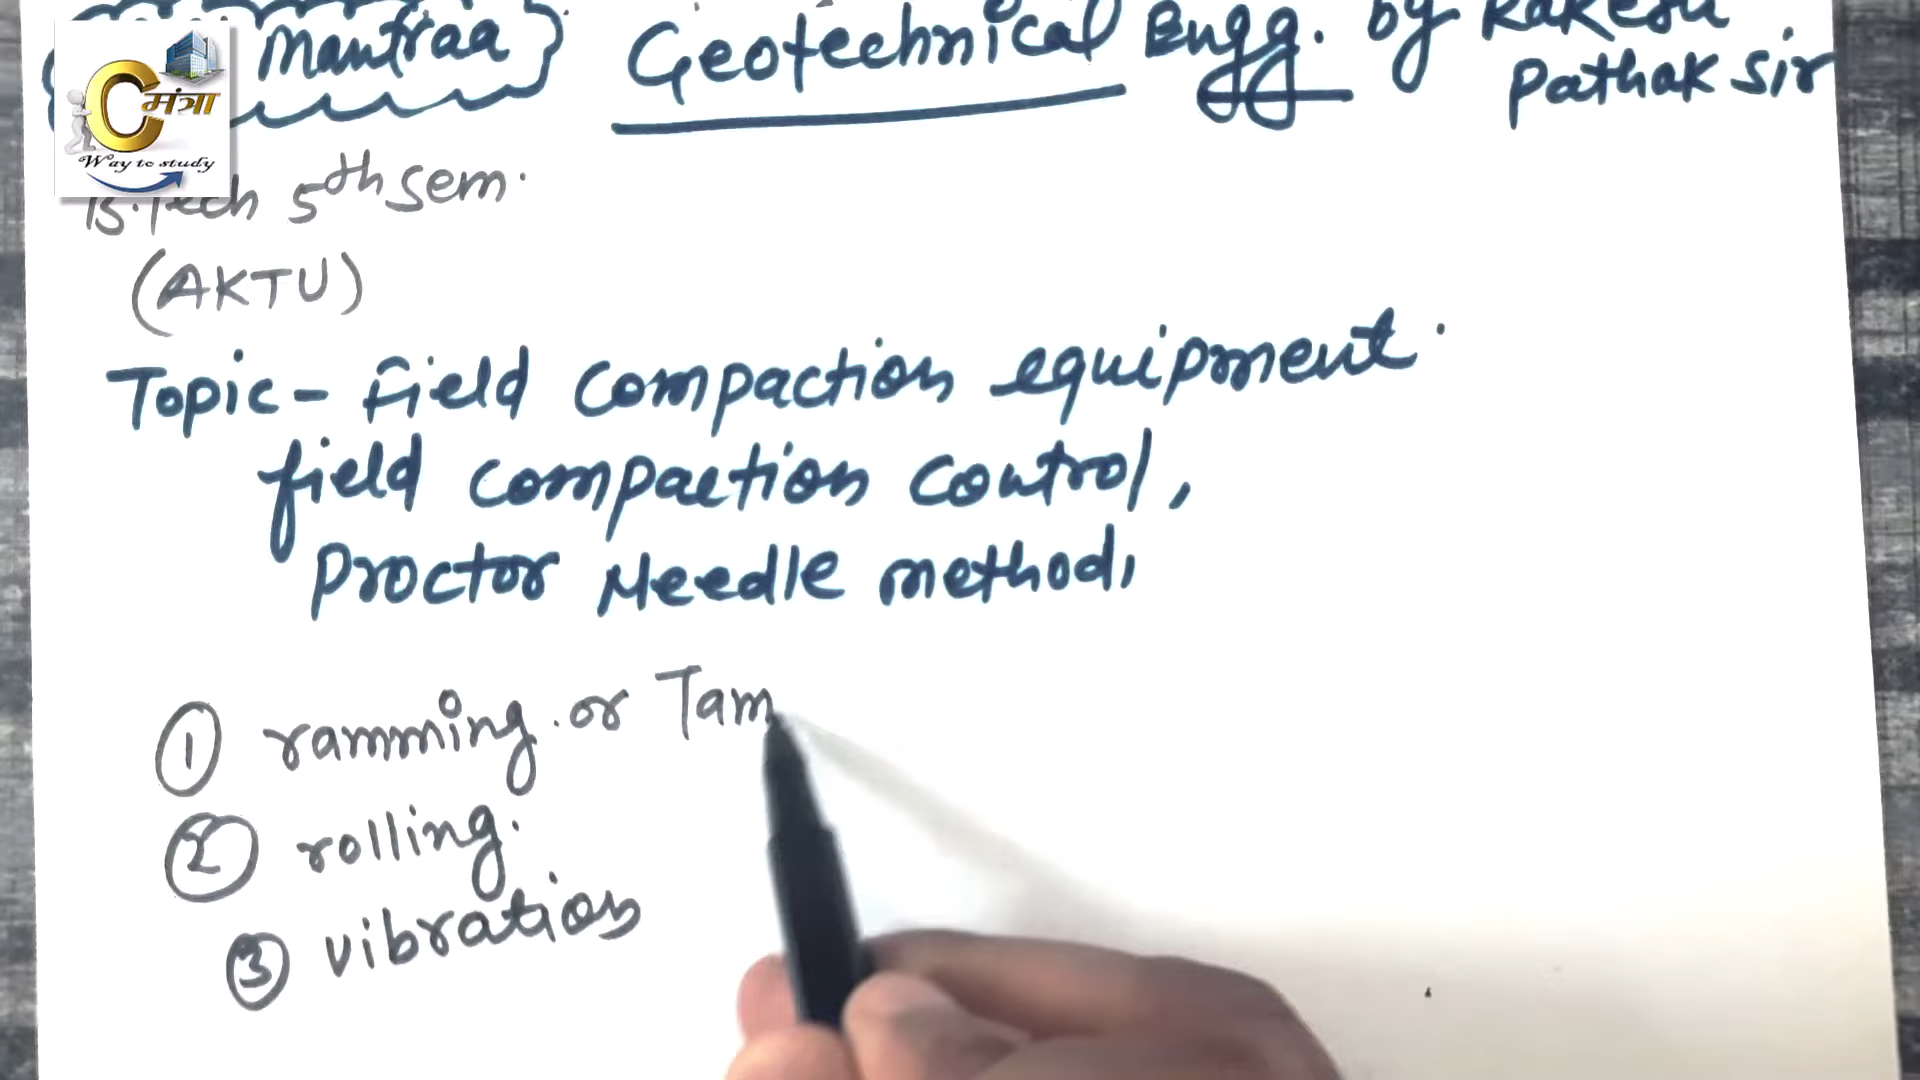 Mantraa} Geotechnical Engg. by Rakesh
Pathak Sir
C मंत्रा
Way to study
B.Tech 5th Sem.
(AKTU)
Topic- Field Compaction equipment.
field compaction control,
Proctor Needle method,
① ramming. or Tam
② rolling.
③ vibration